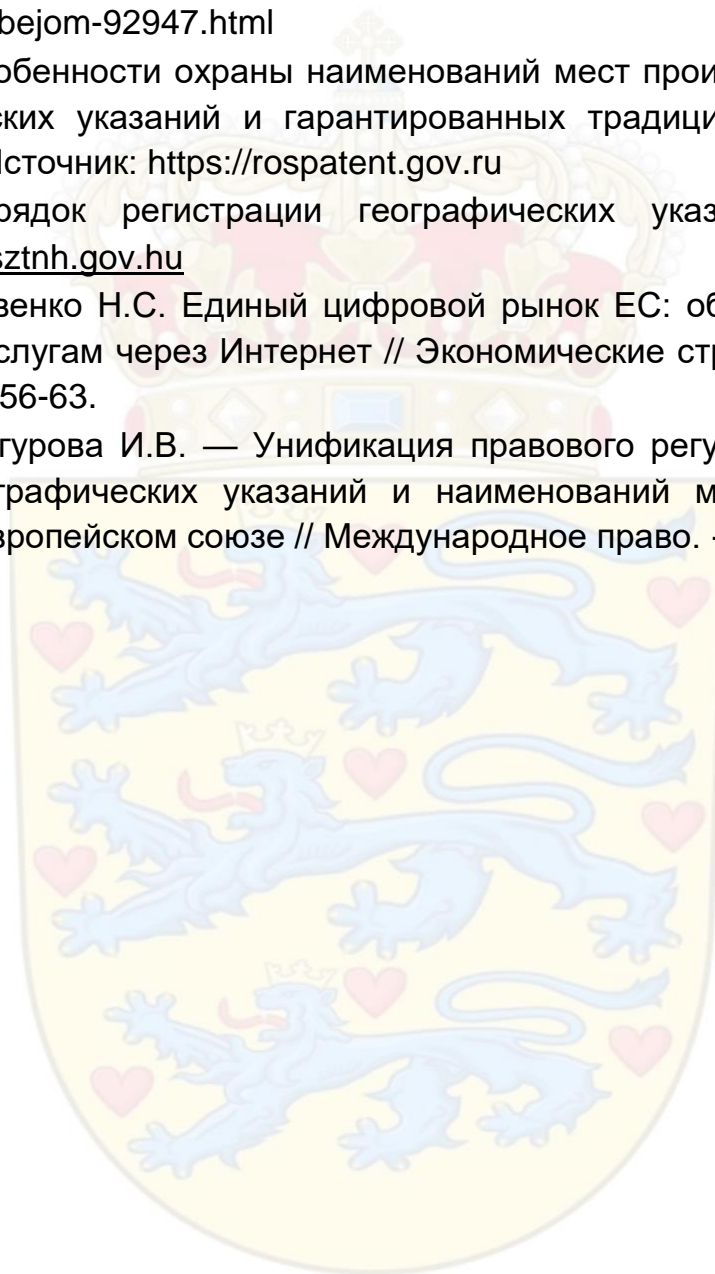 bejom-92947.html
обенности охраны наименований мест прои
ских указаний и гарантированных традици
Источник: https://rospatent.gov.ru
рядок регистрации географических указ
sztnh.gov.hu
венко Н.С. Единый цифровой рынок ЕС: об
слугам через Интернет // Экономические стр
56-63.
гурова И.В. — Унификация правового регу
графических указаний и наименований м
вропейском союзе // Международное право. -